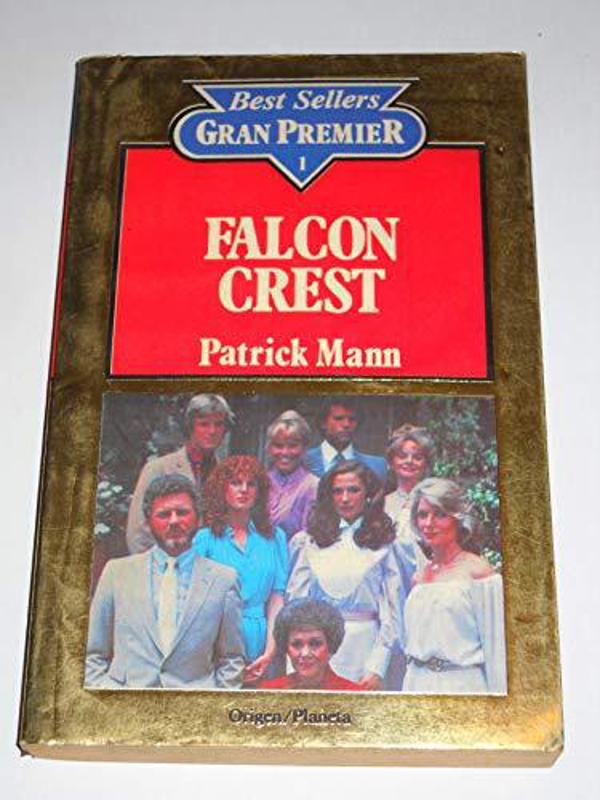 Best Sellers
GRAN PREMIER
1
FALCON
CREST
Patrick Mann
Origen/Planeta